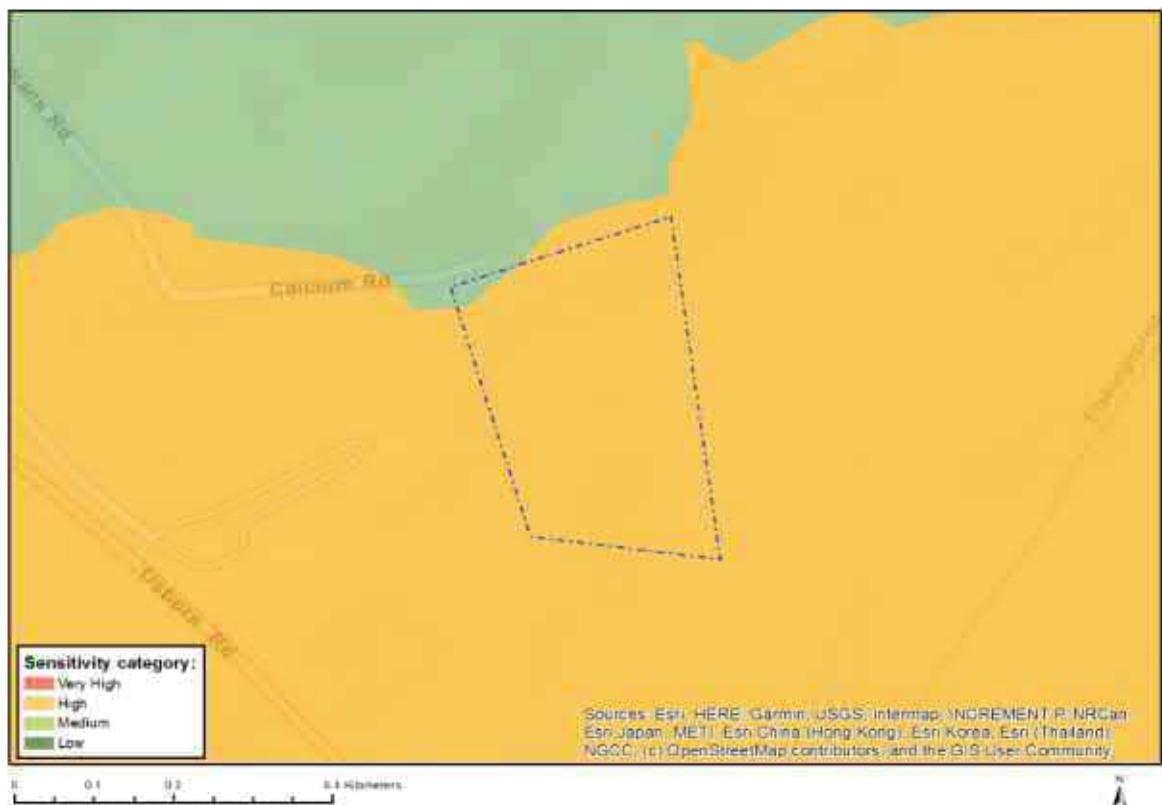 Calcium Rd
Osborn Rd
Sensitivity category:
Very High
High
Medium
Low
Sources: Esri, HERE, Garmin, USGS, Intermap, INCREMENT P, NRCan,
Esri Japan, METI, Esri China (Hong Kong), Esri Korea, Esri (Thailand),
NGCC, (c) OpenStreetMap contributors, and the GIS User Community
0 0.1 0.2 0.4 Kilometers
N